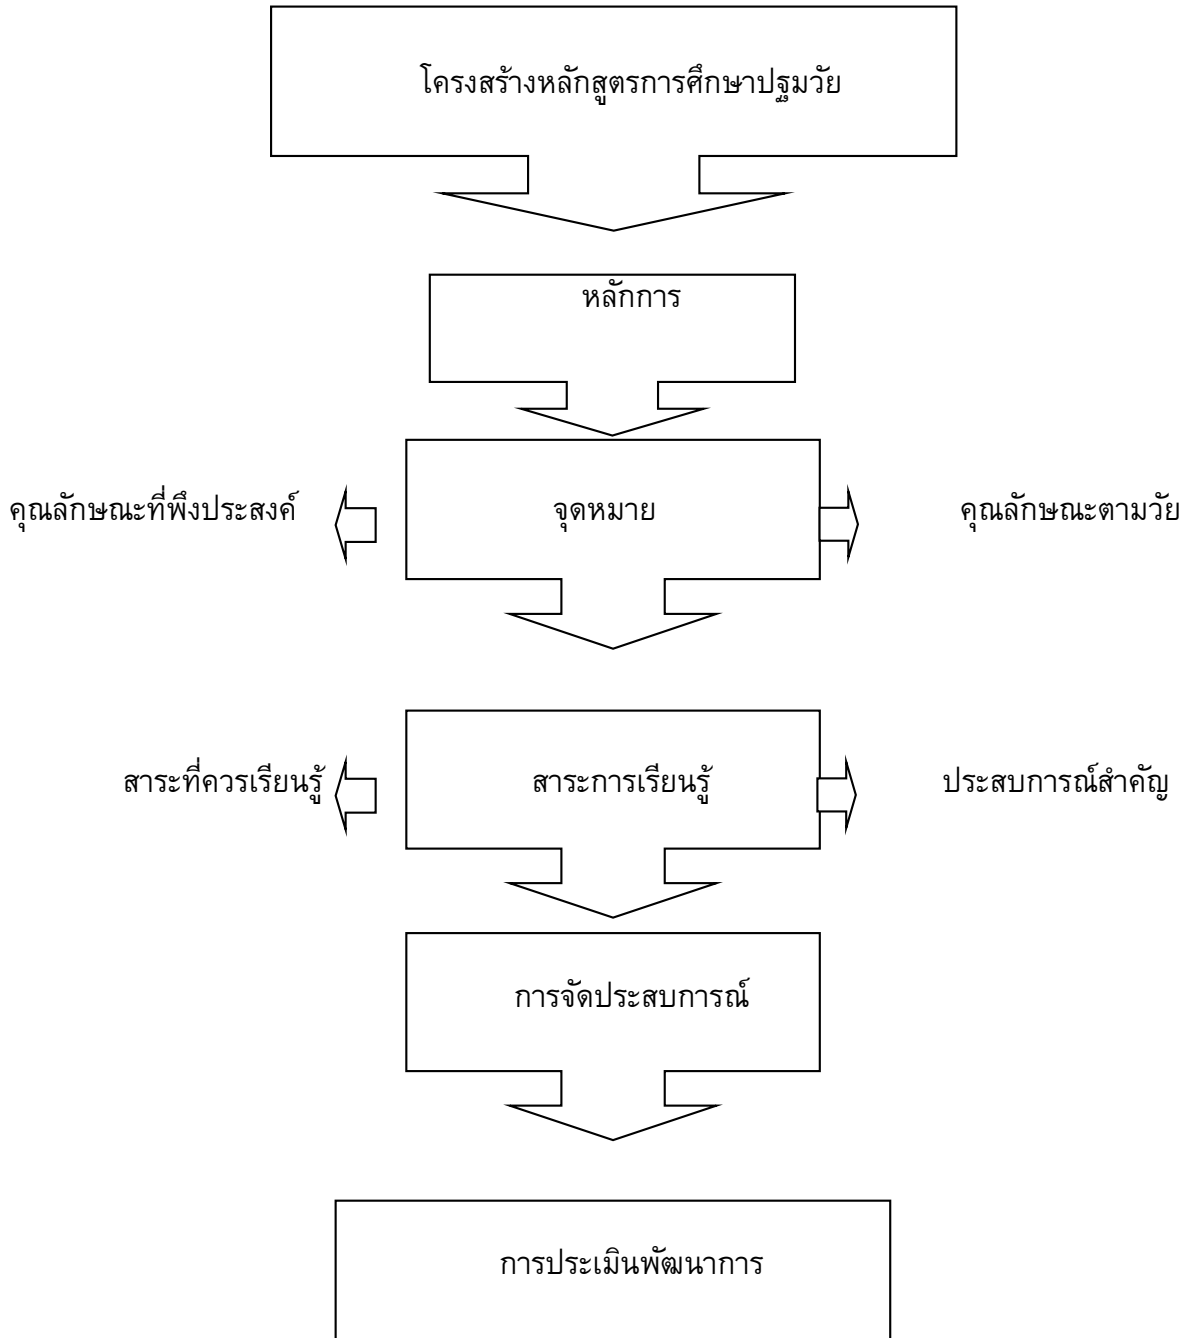 โครงสร้างหลักสูตรการศึกษาปฐมวัย
หลักการ
คุณลักษณะที่พึงประสงค์
จุดหมาย
คุณลักษณะตามวัย
สาระที่ควรเรียนรู้
สาระการเรียนรู้
ประสบการณ์สำคัญ
การจัดประสบการณ์
การประเมินพัฒนาการ